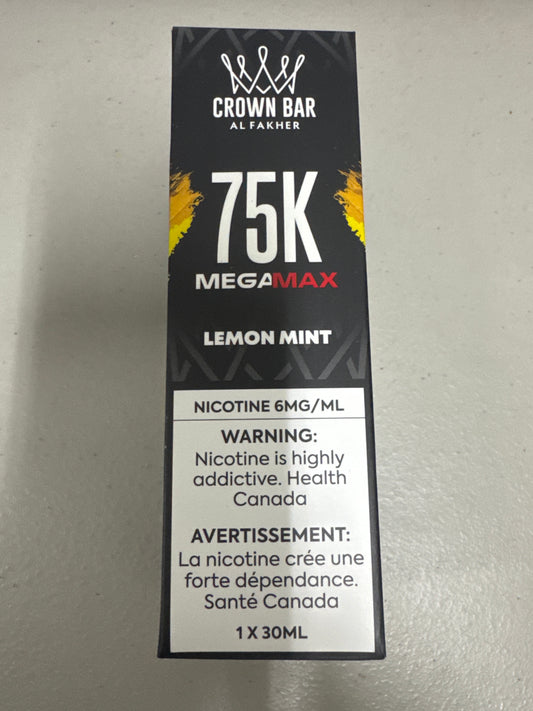 CROWN BAR
AL FAKHER
75K
MEGAMAX
LEMON MINT
NICOTINE 6MG/ML
WARNING:
Nicotine is highly
addictive. Health
Canada
AVERTISSEMENT:
La nicotine crée une
forte dépendance.
Santé Canada
1 X 30ML